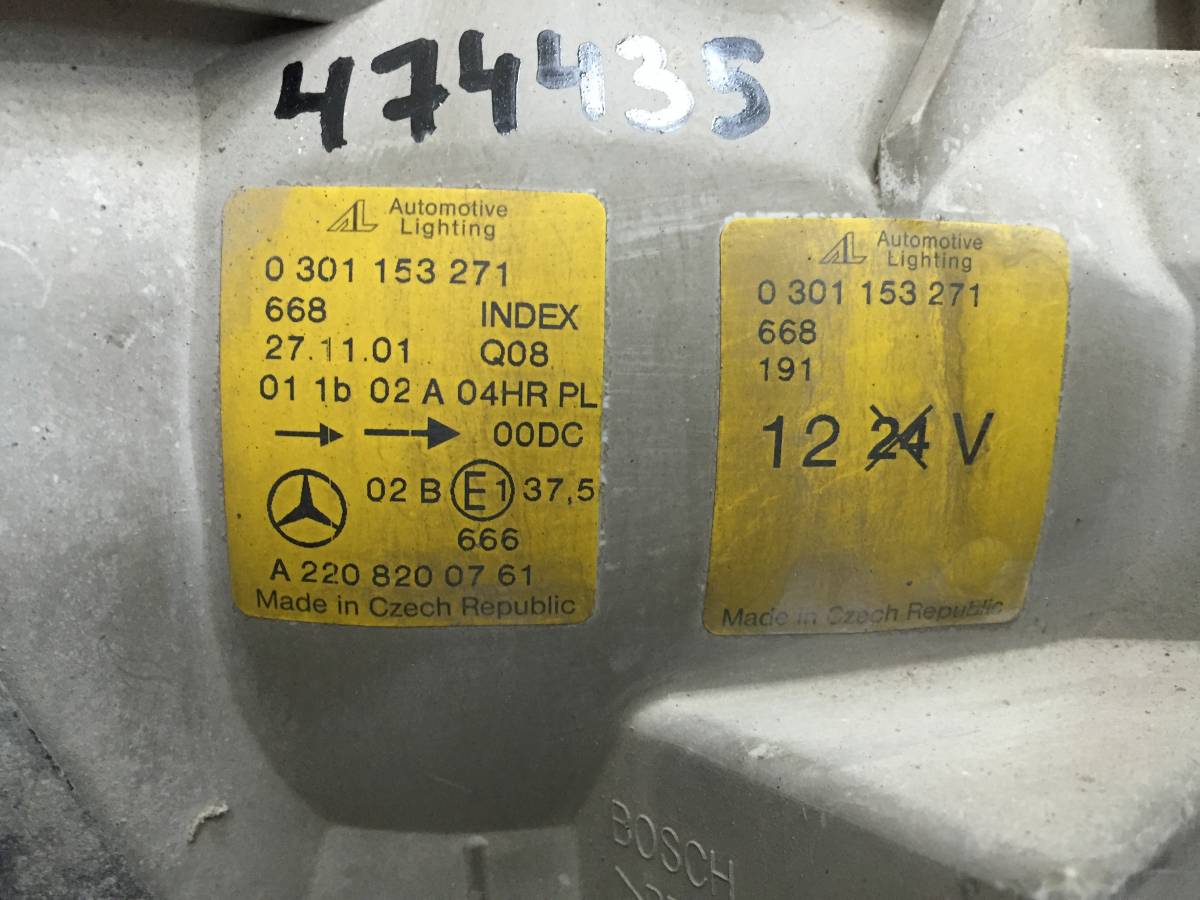 474435
Automotive
Lighting
0 301 153 271
668 INDEX
27.11.01 Q08
01 1b 02 A 04HR PL
00DC
02 B E1 37,5
666
A 220 820 07 61
Made in Czech Republic
Automotive
Lighting
0 301 153 271
668
191
12 24 V
Made in Czech Republic
BOSCH